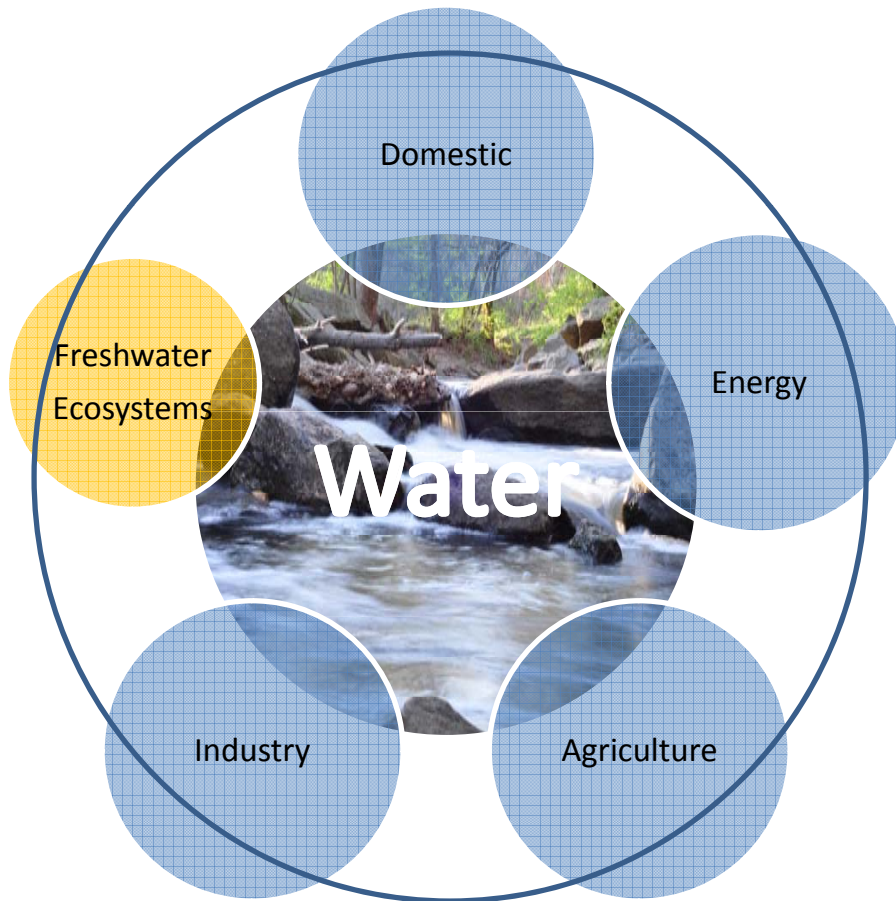 Domestic
Freshwater
Ecosystems
Energy
Water
Industry
Agriculture